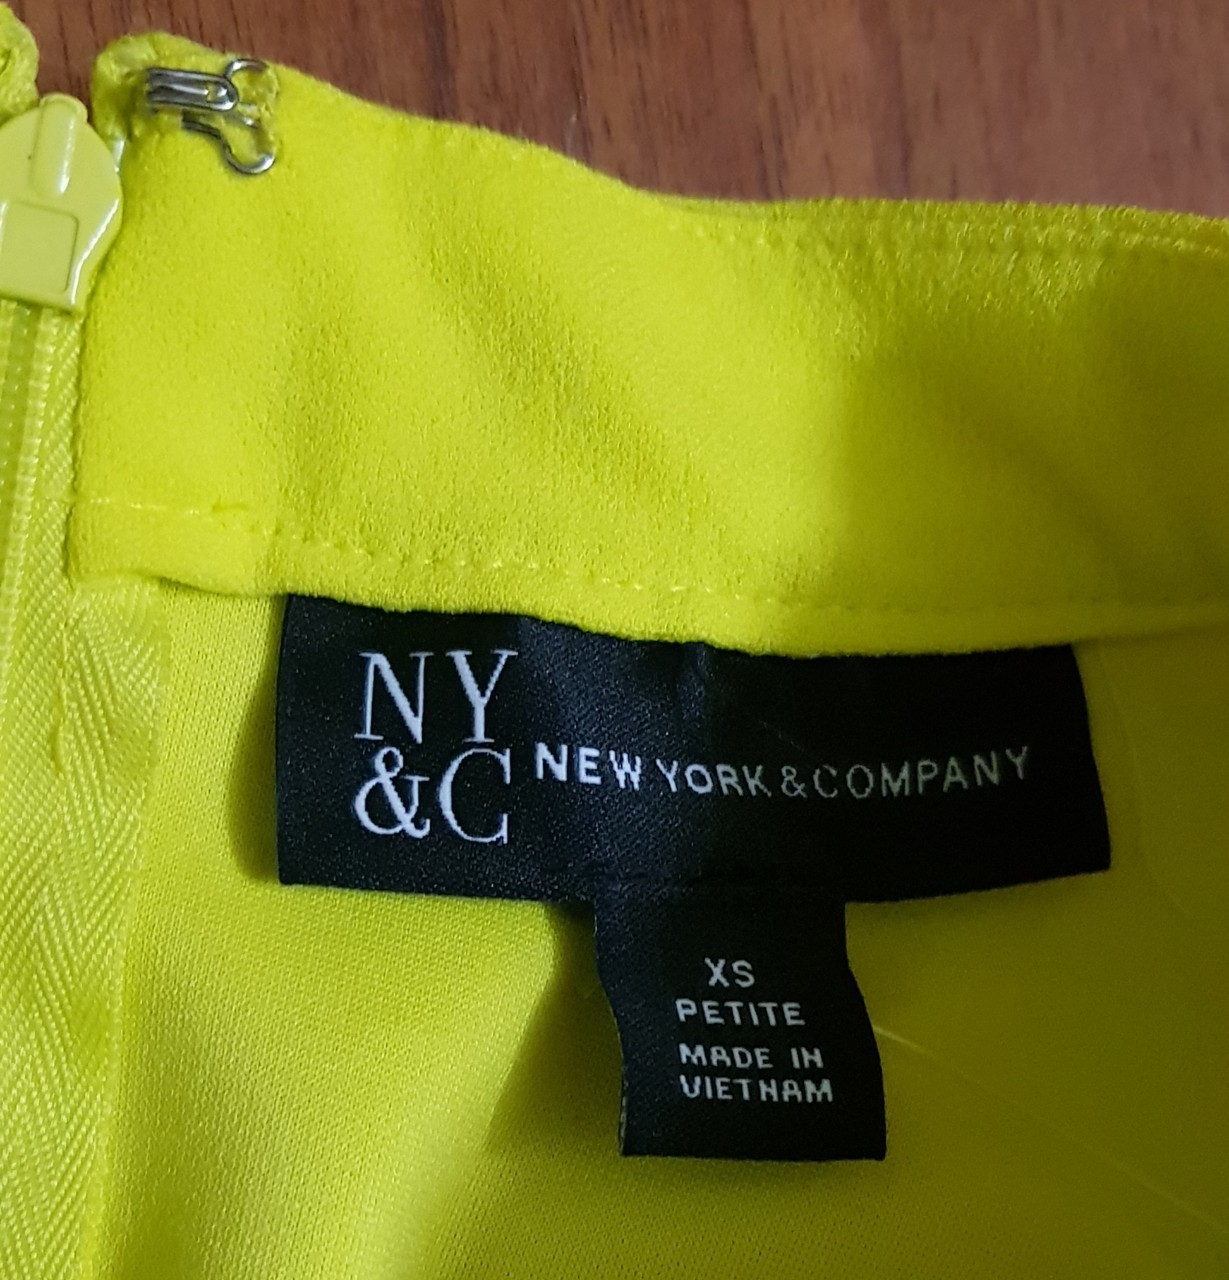 NY
&C NEW YORK & COMPANY
XS
PETITE
MADE IN
VIETNAM